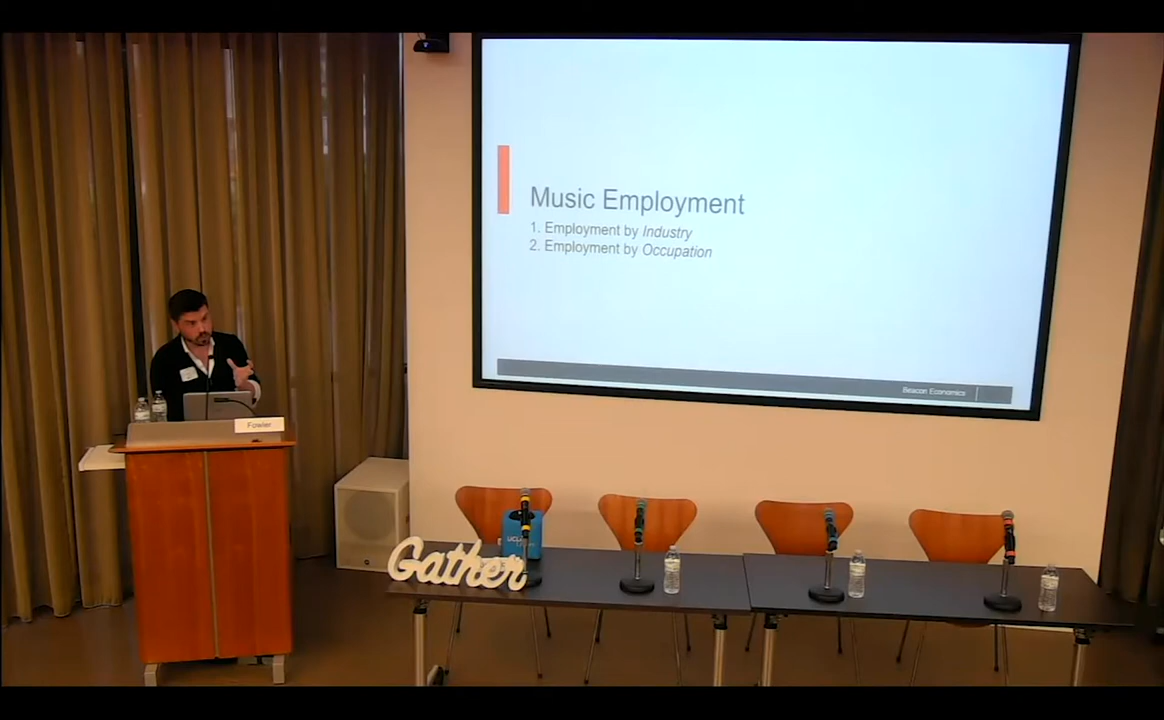 Music Employment
1. Employment by Industry
2. Employment by Occupation
Beacon Economics
Fowler
Gather